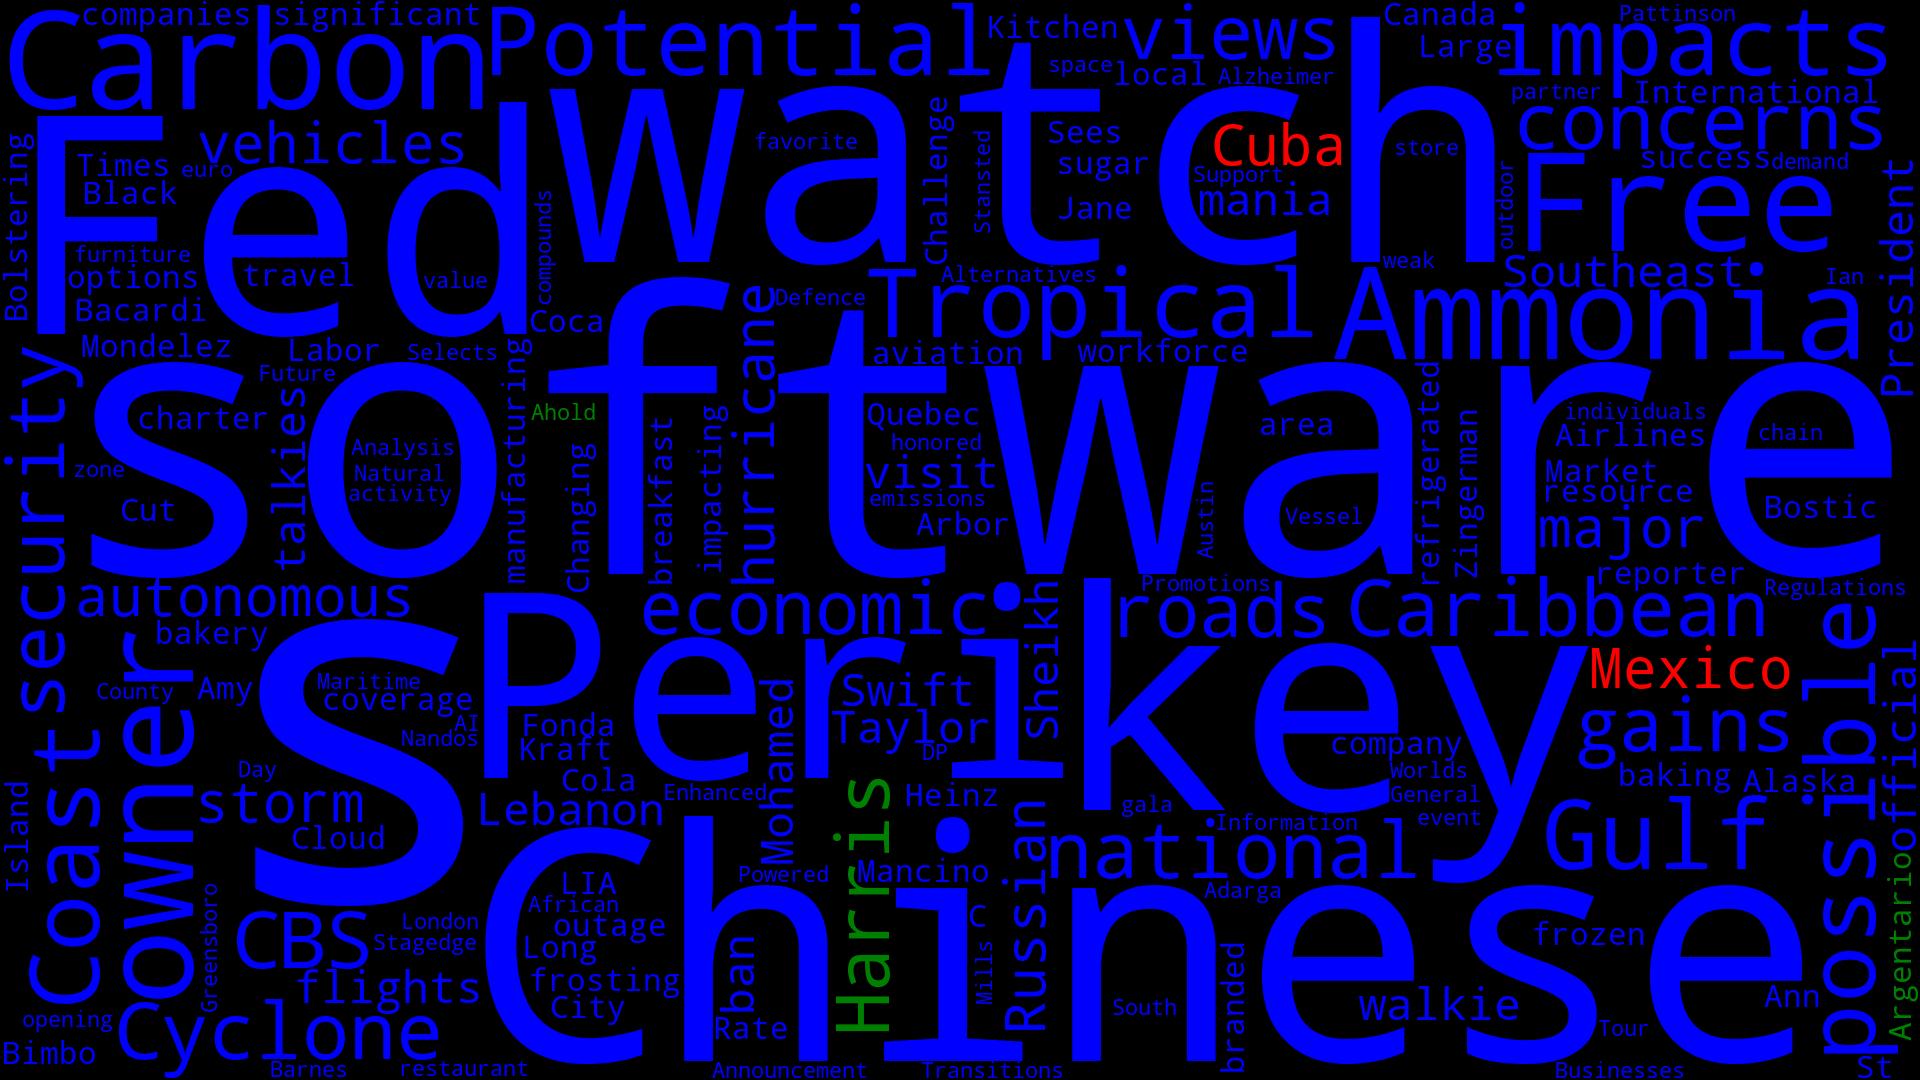 companies
significant
Carbon
Potential
Kitchen
views
Canada
Large
impacts
Pattinson
space
local
Alzheimer
partner
International
concerns
watch
Fed
vehicles
Times
euro
Black
Bolstering
favorite
Challenge
Stansted
Sees
sugar
Jane
Cuba
Support
mania
store
outdoor
Free
success
demand
President
furniture
options
travel
value
compounds
Bacardi
Coca
Defence
Alternatives
Tropical
weak
Southeast
Ian
Ammonia
Mondelez
Labor
Selects
Future
manufacturing
hurricane
aviation
workforce
software
security
charter
talkies
Analysis
Natural
activity
zone
Cut
Ahold
Changing
breakfast
impacting
Quebec
honored
visit
emissions
Arbor
Austin
area
Vessel
refrigerated
Zingerman
individuals
Airlines
Market
resource
major
chain
Bostic
reporter
Regulations
autonomous
bakery
economic
Promotions
roads
Caribbean
Peri
key
S
Sheikh
Mexico
possible
official
Coast
owner
County
Amy
Maritime
coverage
AI
Nandos
Fonda
Kraft
Cola
Mohamed
Swift
Taylor
DP
company
Worlds
General
event
gains
baking
Alaska
Day
storm
Cloud
Lebanon
Enhanced
Heinz
Harris
Russian
gala
Information
national
Gulf
Island
Chinese
LIA
African
outage
Long
frosting
City
Powered
Mancino
C
Mills
Adarga
frozen
Argentario
Greensboro
CBS
London
Stagedge
flights
ban
Rate
South
branded
walkie
Ann
Tour
opening
Bimbo
Cyclone
Barnes
restaurant
Announcement
Transitions
Businesses
St